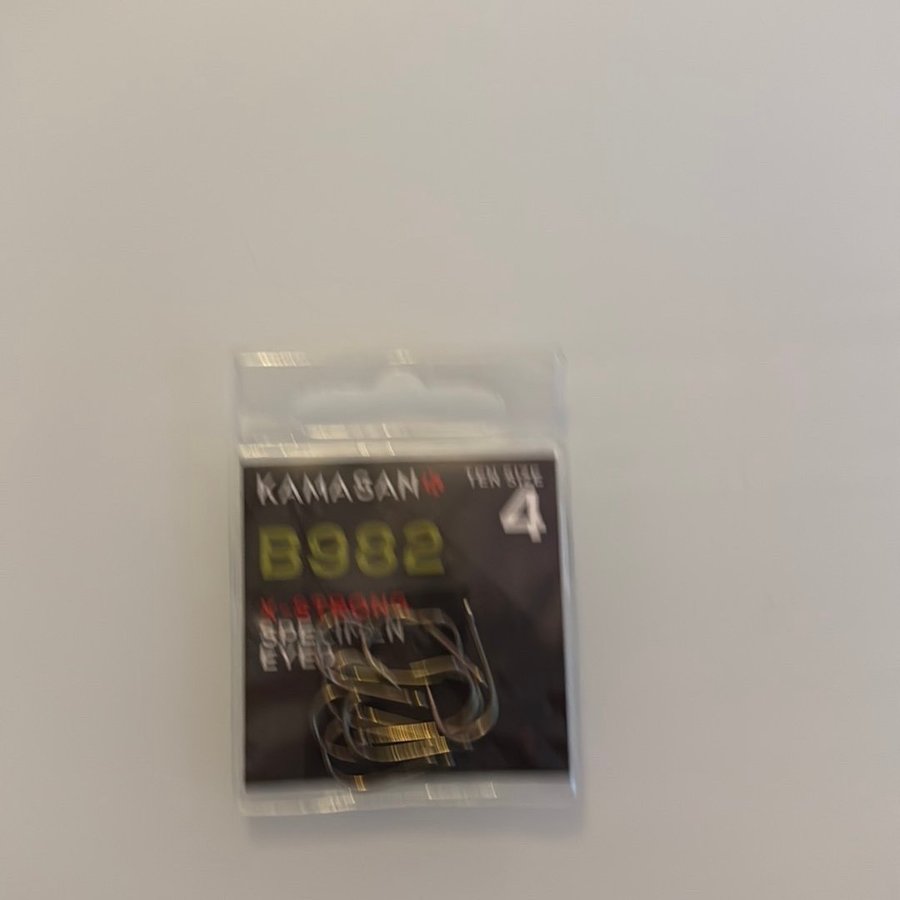 KAMASAN
TEN SIZE
4
B982
X-STRONG
SPECIMEN
EYED